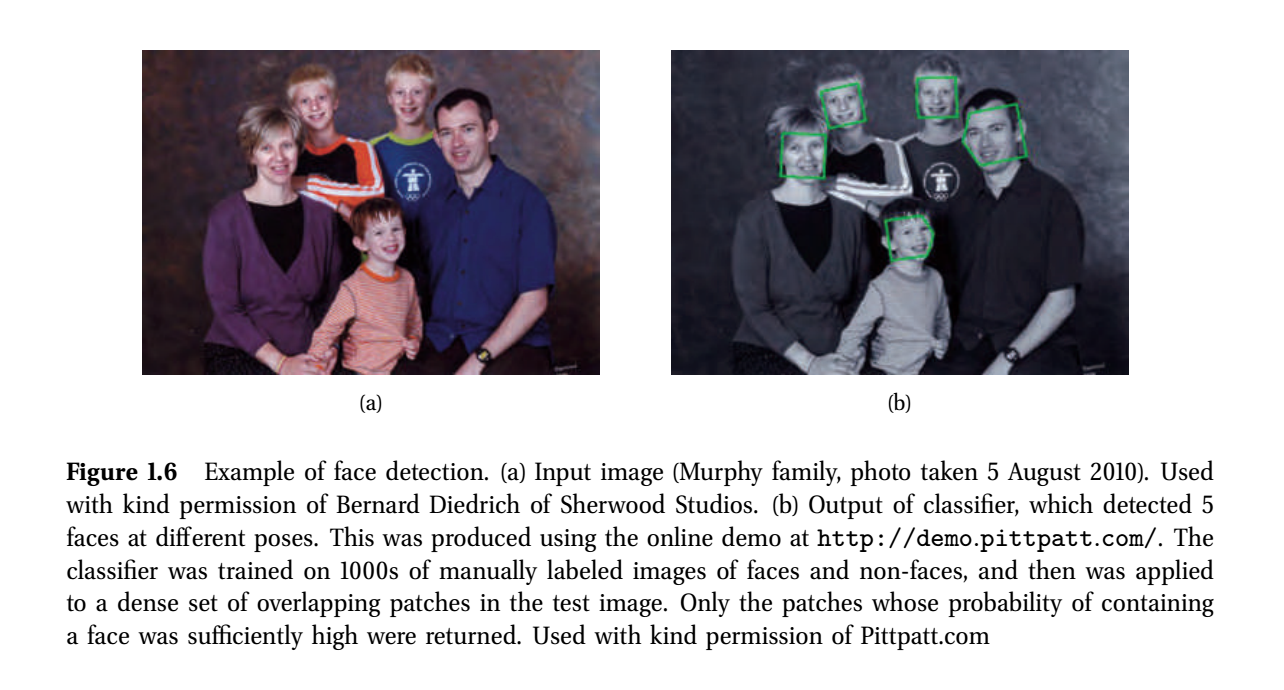 (a)
(b)
Figure 1.6 Example of face detection. (a) Input image (Murphy family, photo taken 5 August 2010). Used
with kind permission of Bernard Diedrich of Sherwood Studios. (b) Output of classifier, which detected 5
faces at different poses. This was produced using the online demo at http://demo.pittpatt.com/. The
classifier was trained on 1000s of manually labeled images of faces and non-faces, and then was applied
to a dense set of overlapping patches in the test image. Only the patches whose probability of containing
a face was sufficiently high were returned. Used with kind permission of Pittpatt.com